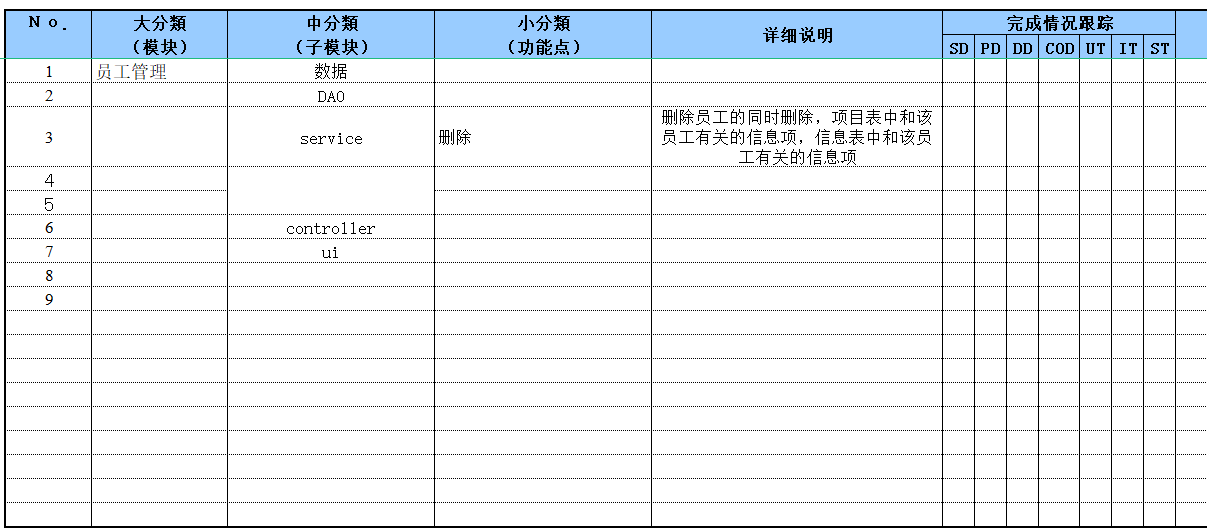 Ｎｏ．
大分類
（模块）
中分類
（子模块）
小分類
（功能点）
详细说明
完成情况跟踪
SD PD DD COD UT IT ST
1 员工管理 数据
2 DAO
3 service 删除
删除员工的同时删除，项目表中和该
员工有关的信息项，信息表中和该员
工有关的信息项
4
5
6 controller
7 ui
8
9